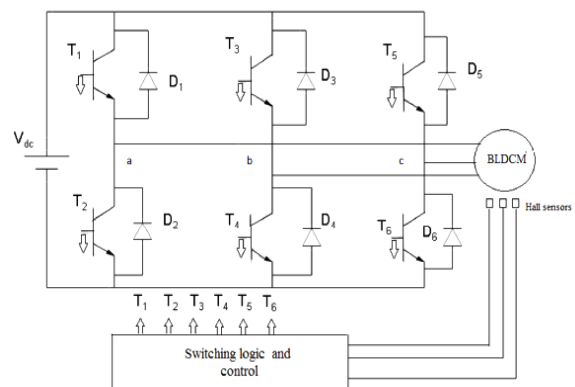 T1
D1
T3
D3
T5
D5
Vdc
a
b
c
BLDCM
T2
D2
T4
D4
T6
D6
Hall sensors
T1 T2 T3 T4 T5 T6
Switching logic and
control